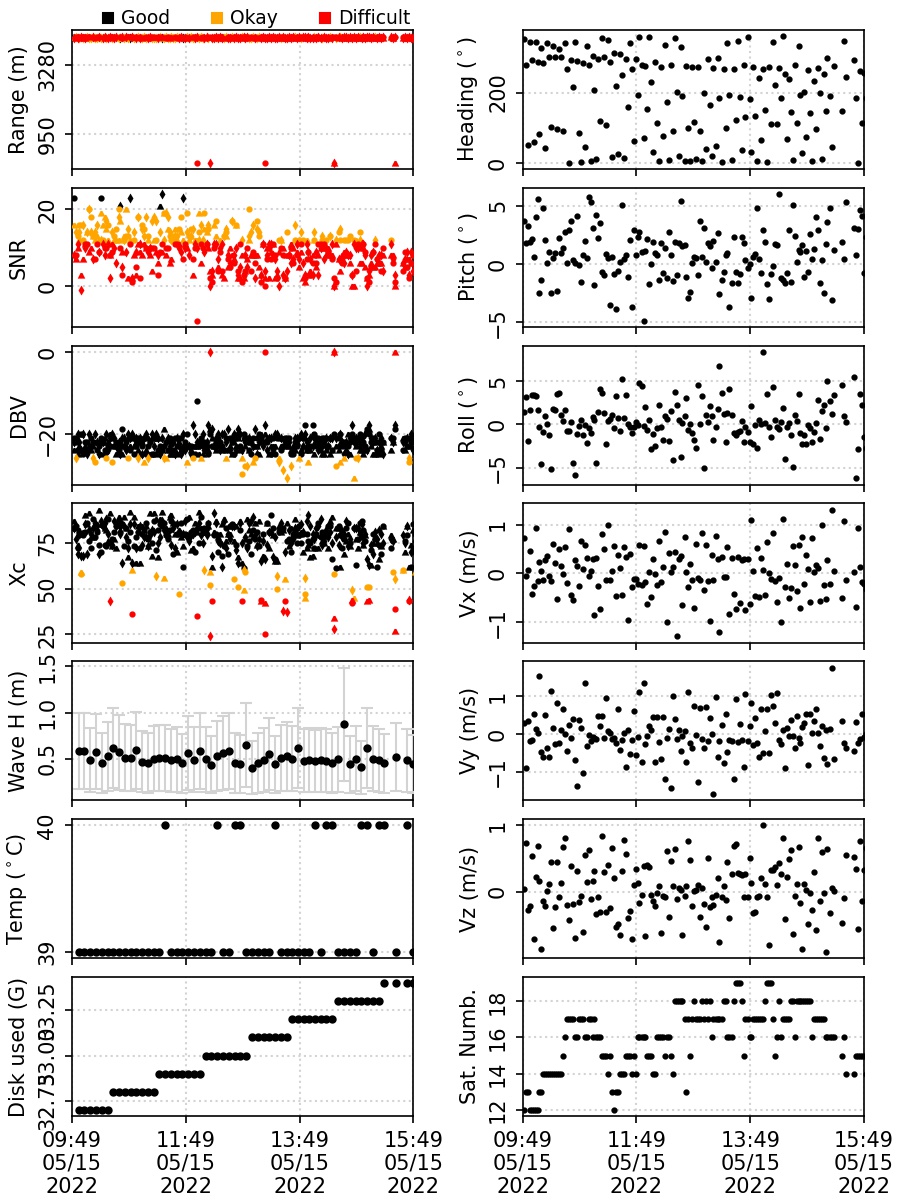 Good Okay Difficult
Range (m)
3280
950
Heading (°)
200
0
SNR
20
0
Pitch (°)
5
0
−5
DBV
0
−20
Roll (°)
5
0
−5
Xc
75
50
25
Vx (m/s)
1
0
−1
Wave H (m)
1.5
1.0
0.5
Vy (m/s)
1
0
−1
Temp (°C)
40
39
Vz (m/s)
1
0
Disk used (G)
33.25
33.00
32.75
Sat. Numb.
18
16
14
12
09:49 11:49 13:49 15:49 09:49 11:49 13:49 15:49
05/15 05/15 05/15 05/15 05/15 05/15 05/15 05/15
2022 2022 2022 2022 2022 2022 2022 2022